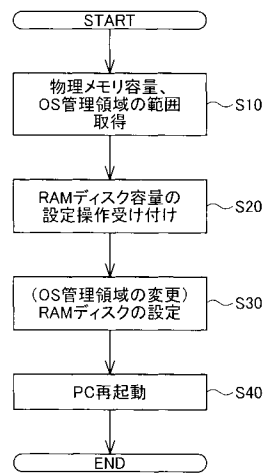 START
物理メモリ容量、
OS管理領域の範囲
取得
S10
RAMディスク容量の
設定操作受け付け
S20
(OS管理領域の変更)
RAMディスクの設定
S30
PC再起動
S40
END